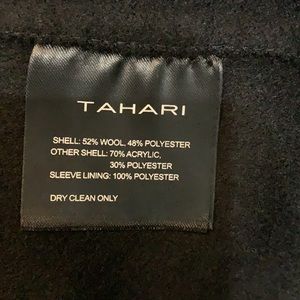 TAHARI
SHELL: 52% WOOL, 48% POLYESTER
OTHER SHELL: 70% ACRYLIC,
30% POLYESTER
SLEEVE LINING: 100% POLYESTER
DRY CLEAN ONLY